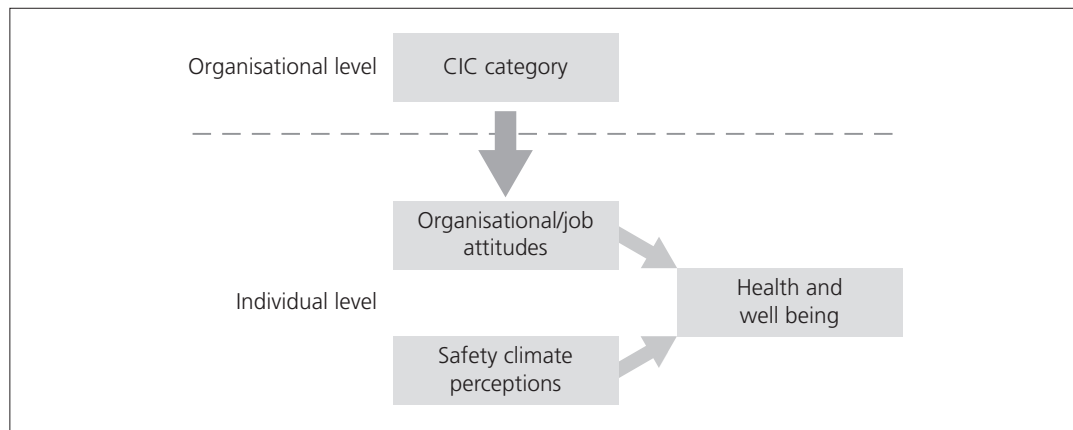 Organisational level
CIC category
Organisational/job
attitudes
Individual level
Health and
well being
Safety climate
perceptions